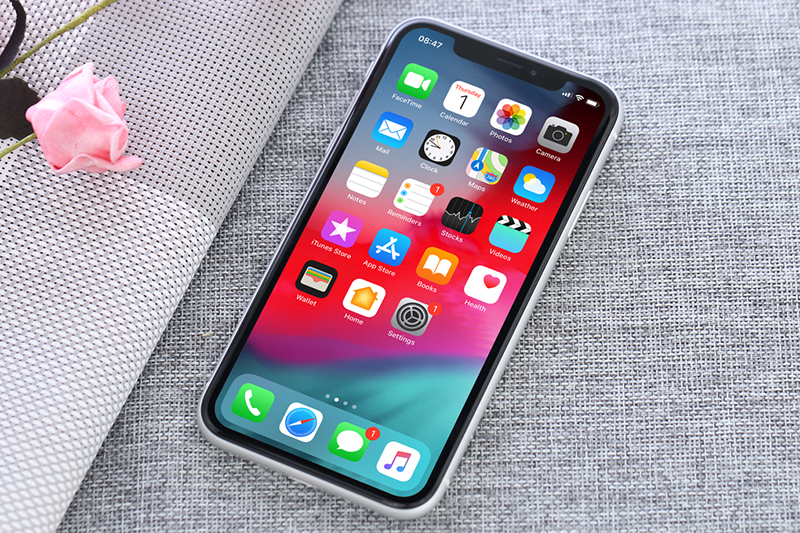 08:47
FaceTime
Thursday
1
Calendar
Photos
Camera
Mail
Clock
Maps
Weather
Notes
1
Reminders
Stocks
Videos
iTunes Store
App Store
Books
Health
Wallet
Home
1
Settings
1